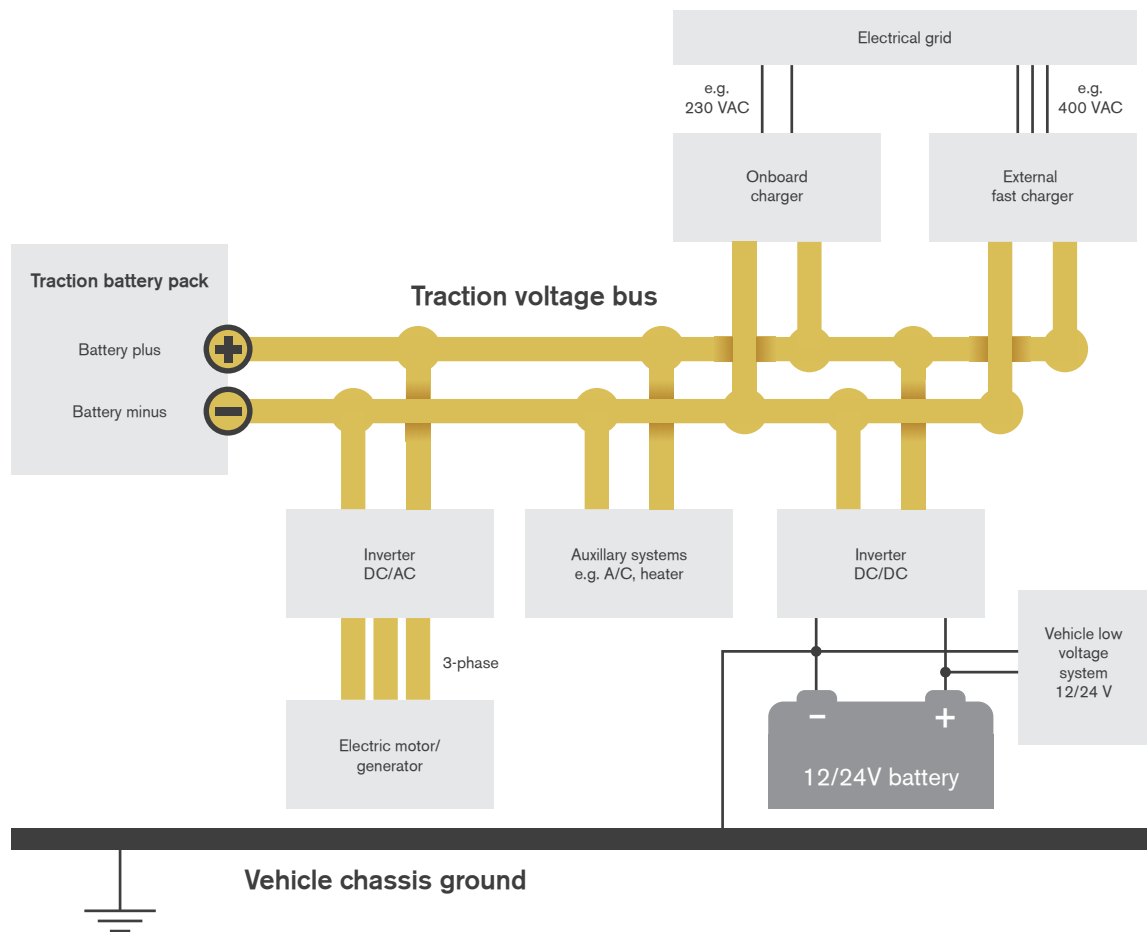 Electrical grid
e.g.
230 VAC
e.g.
400 VAC
Onboard
charger
External
fast charger
Traction battery pack
Traction voltage bus
Battery plus
Battery minus
Inverter
DC/AC
Auxillary systems
e.g. A/C, heater
Inverter
DC/DC
3-phase
Vehicle low
voltage
system
12/24 V
Electric motor/
generator
− +
12/24V battery
Vehicle chassis ground